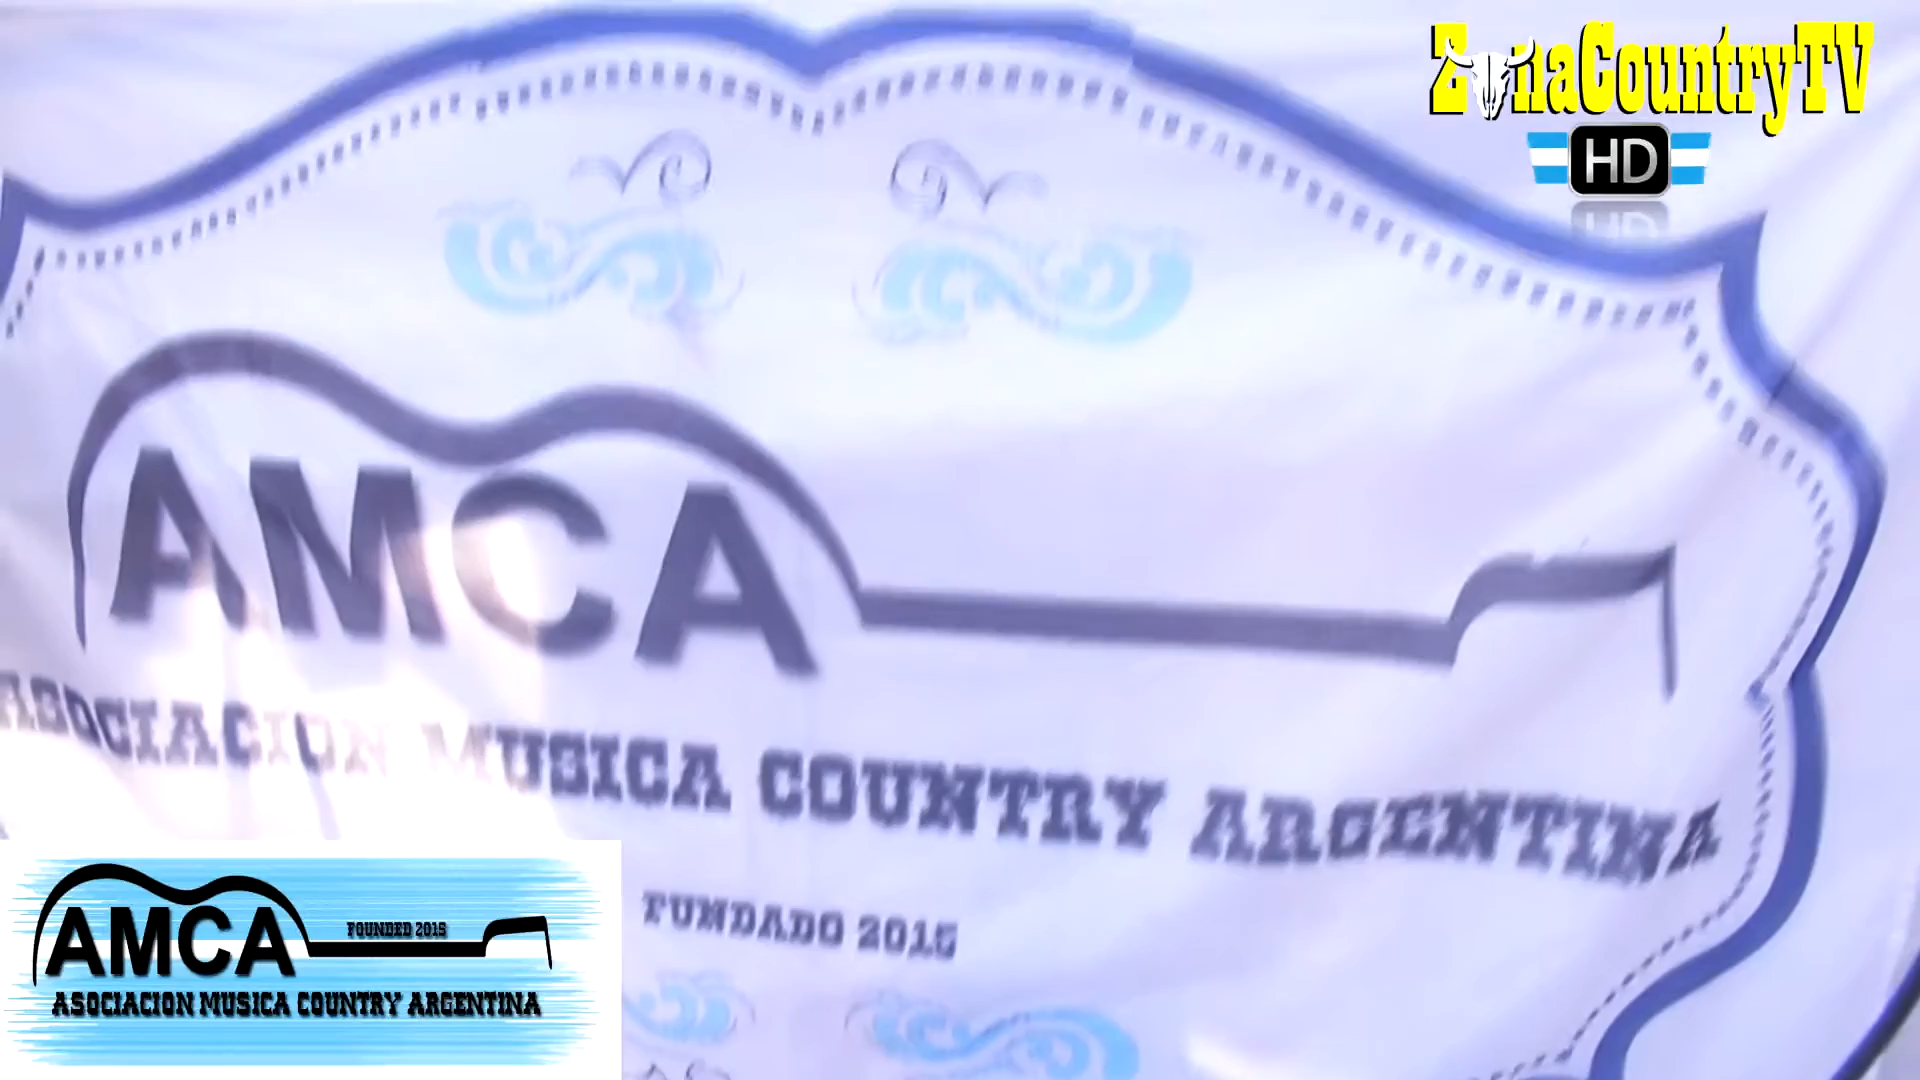 ZonaCountryTV
HD
AMCA
ASOCIACION MUSICA COUNTRY ARGENTINA
FUNDADO 2015
AMCA
FOUNDED 2015
ASOCIACION MUSICA COUNTRY ARGENTINA